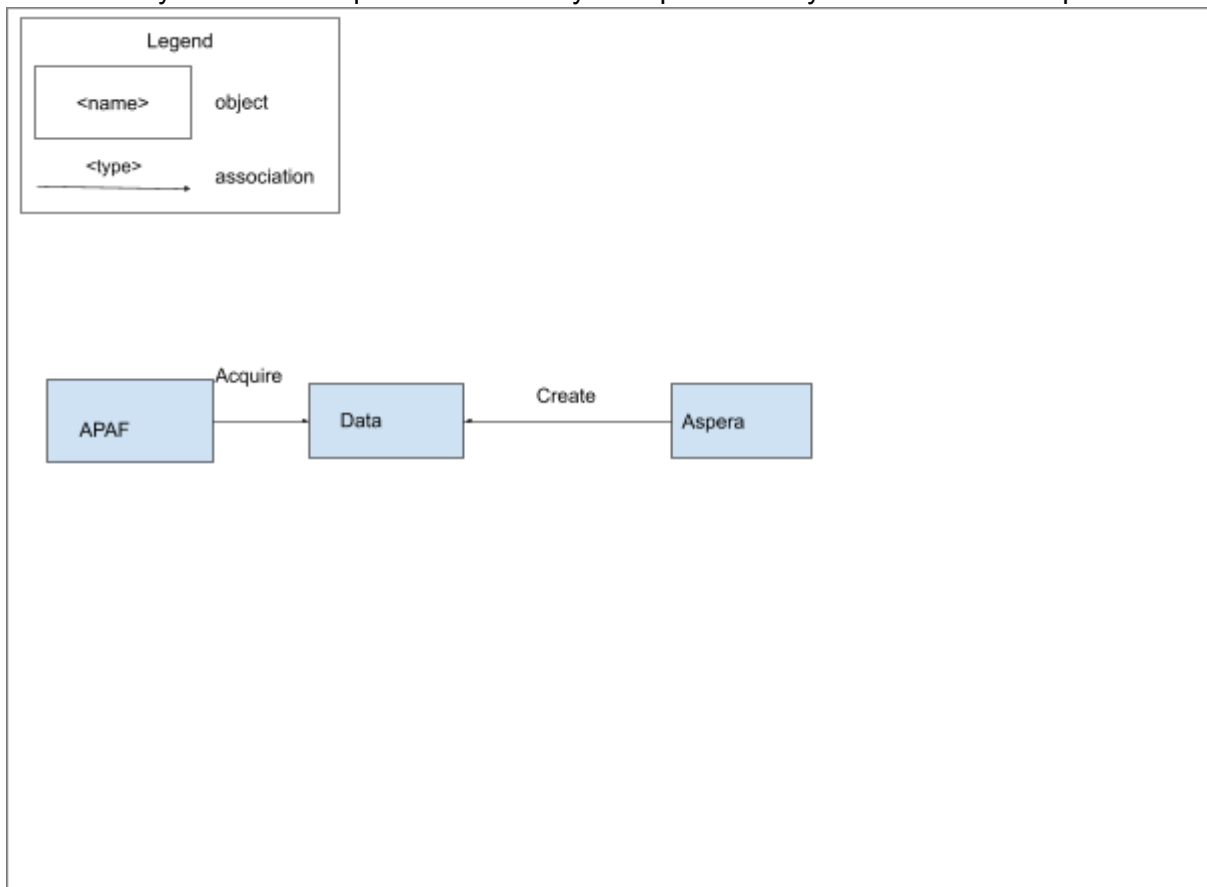 Legend
<name>
object
<type>
association
Acquire
Create
APAF
Data
Aspera